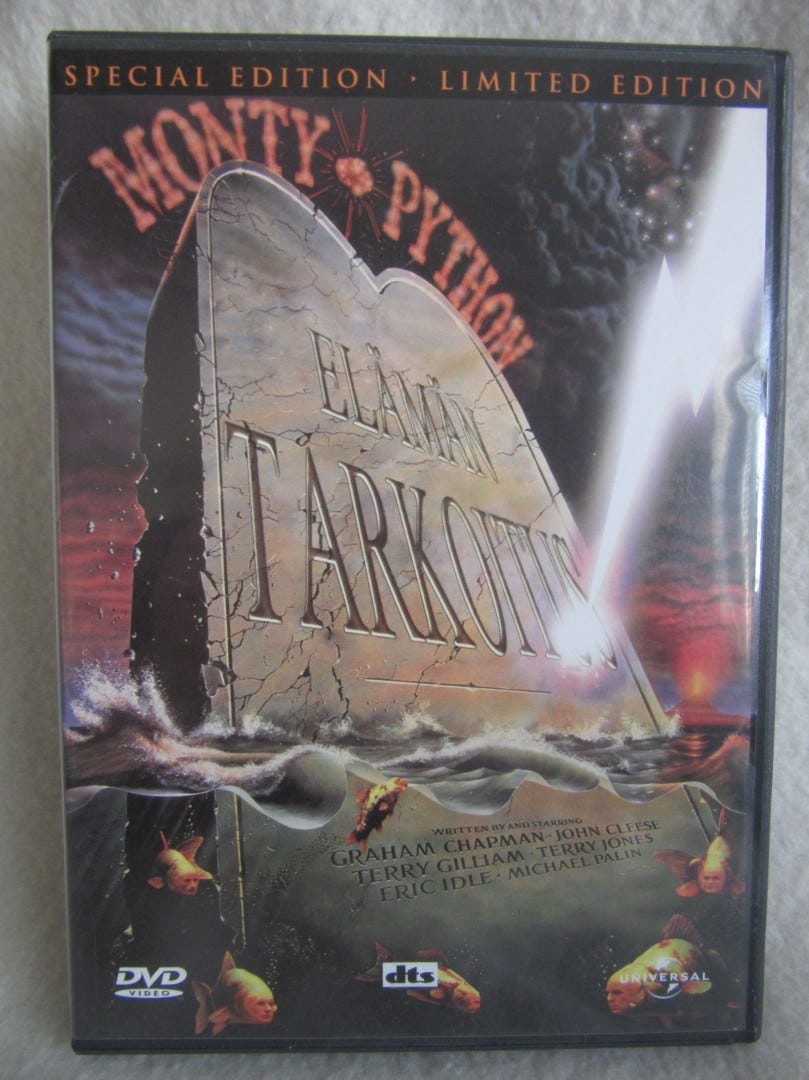 SPECIAL EDITION · LIMITED EDITION
MONTY PYTHON
ELÄMÄN
TARKOITUS
WRITTEN BY AND STARRING
GRAHAM CHAPMAN · JOHN CLEESE
TERRY GILLIAM · TERRY JONES
ERIC IDLE · MICHAEL PALIN
DVD
VIDEO
dts
UNIVERSAL